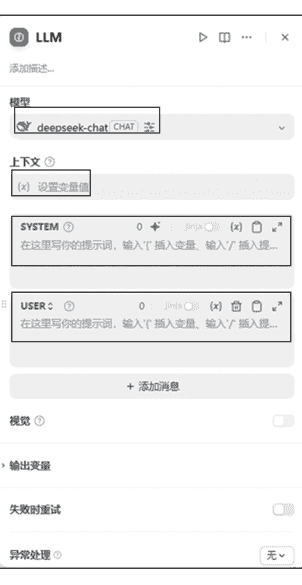 LLM
添加描述...
模型
deepseek-chat CHAT
上下文
(x) 设置变量值
SYSTEM 0 Jinja (x)
在这里写你的提示词，输入'{' 插入变量、输入'/' 插入提...
USER 0 Jinja (x)
在这里写你的提示词，输入'{' 插入变量、输入'/' 插入提...
+ 添加消息
视觉
输出变量
失败时重试
异常处理 无